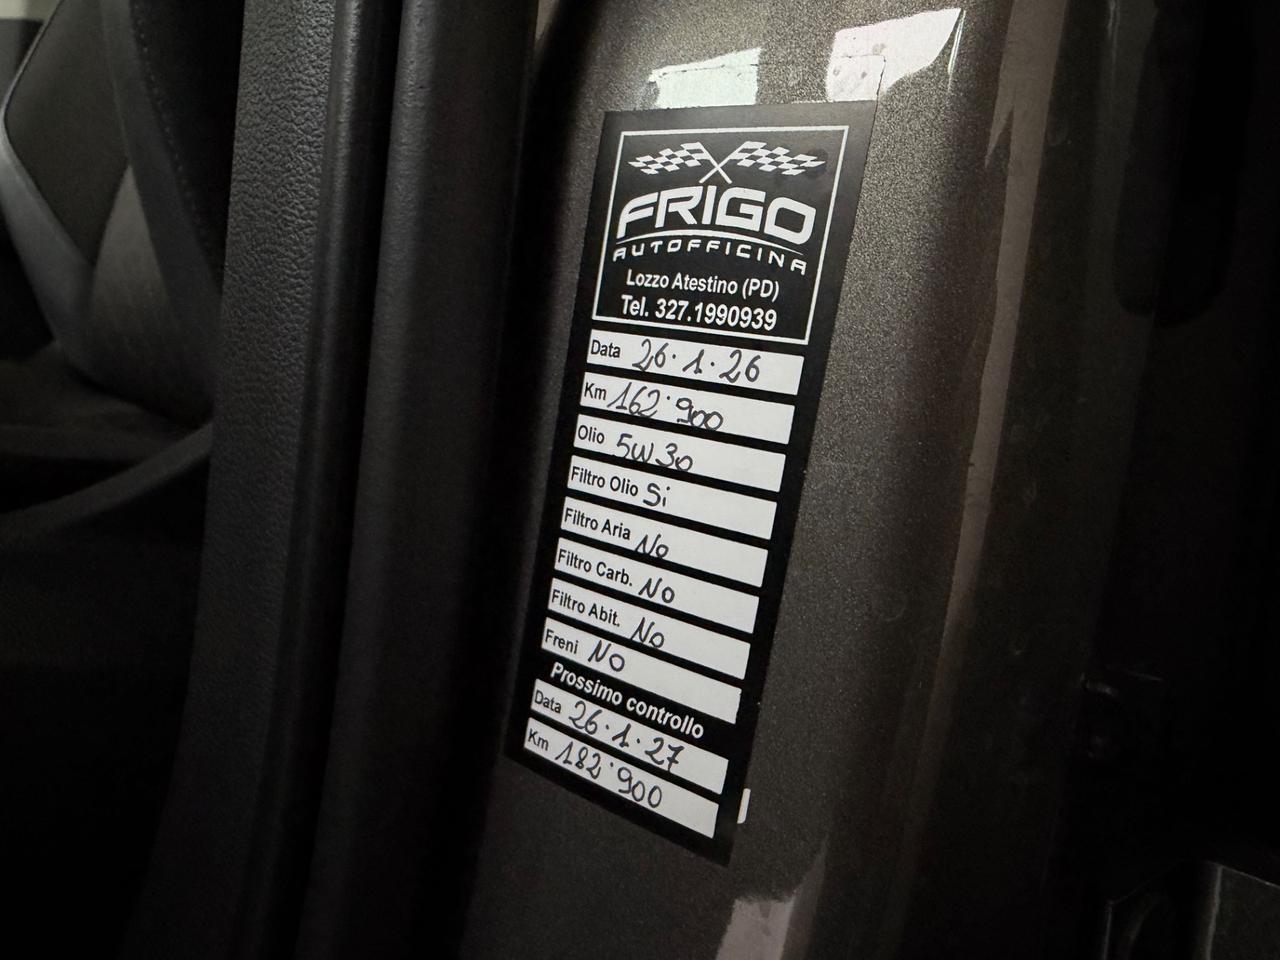 FRIGO
AUTOFFICINA
Lozzo Atestino (PD)
Tel. 327.1990939
Data 26.1.26
Km 162.900
Olio 5W30
Filtro Olio Si
Filtro Aria No
Filtro Carb. No
Filtro Abit. No
Freni NO
Prossimo controllo
Data 26.1.27
Km 182.900